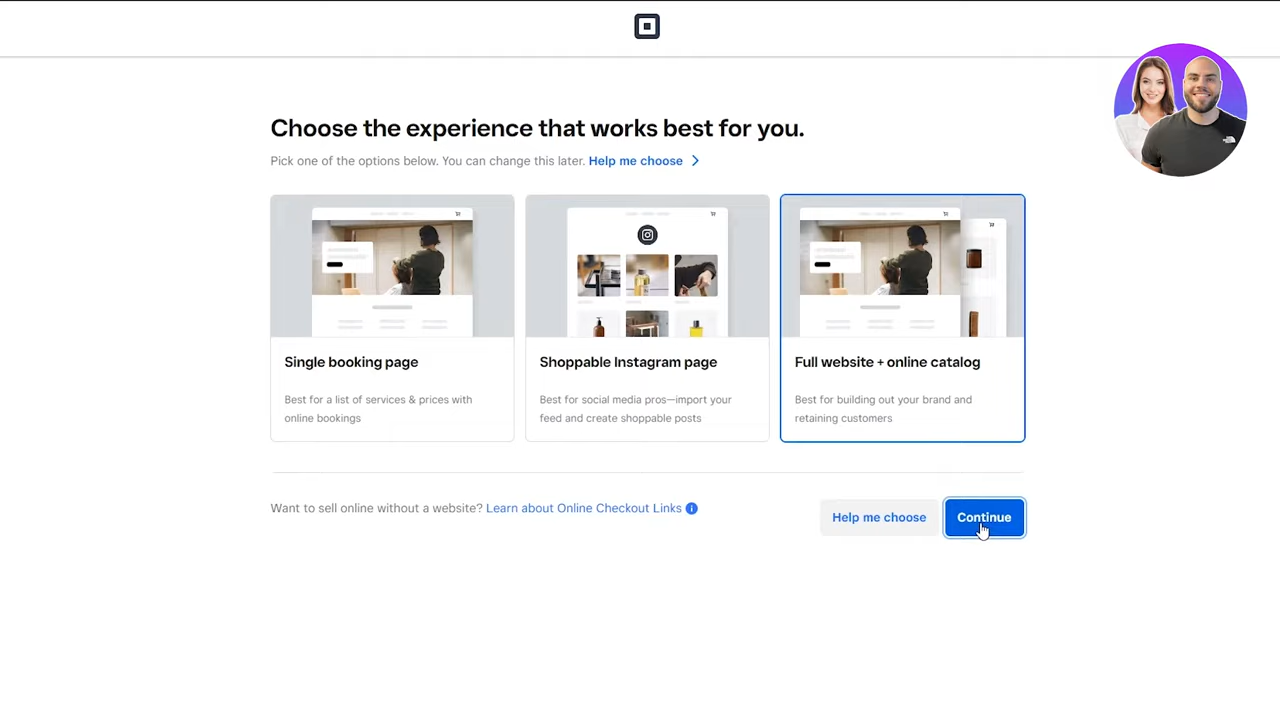 Choose the experience that works best for you.
Pick one of the options below. You can change this later. Help me choose
Single booking page
Best for a list of services & prices with
online bookings
Shoppable Instagram page
Best for social media pros—import your
feed and create shoppable posts
Full website + online catalog
Best for building out your brand and
retaining customers
Want to sell online without a website? Learn about Online Checkout Links
Help me choose
Continue